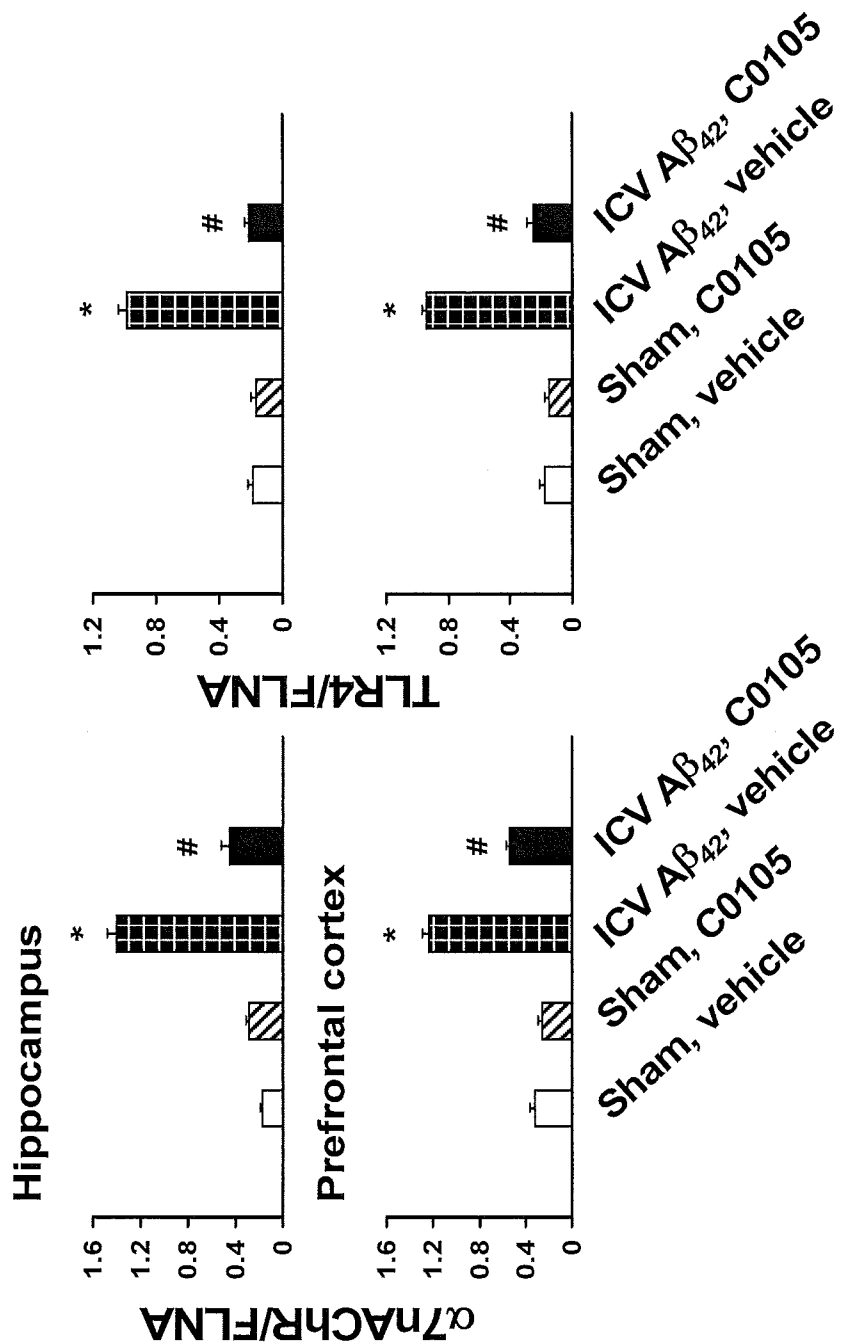 Hippocampus
α7nAChR/FLNA
1.6
1.2
0.8
0.4
0
*
#
TLR4/FLNA
1.2
0.8
0.4
0
*
#
Prefrontal cortex
1.6
1.2
0.8
0.4
0
*
#
1.2
0.8
0.4
0
*
#
Sham, vehicle
Sham, C0105
ICV Aβ42, vehicle
ICV Aβ42, C0105
Sham, vehicle
Sham, C0105
ICV Aβ42, vehicle
ICV Aβ42, C0105